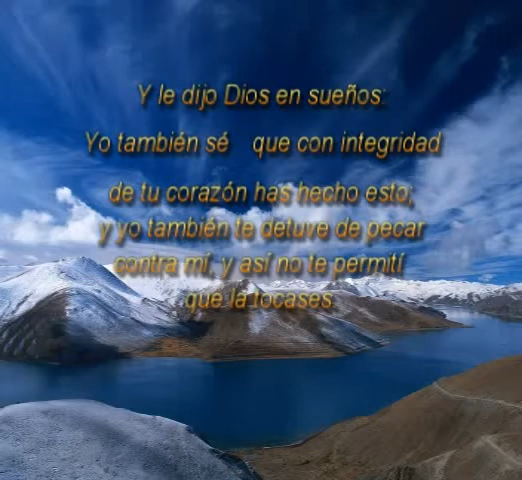 Y le dijo Dios en sueños:
Yo también sé que con integridad
de tu corazón has hecho esto;
y yo también te detuve de pecar
contra mí, y así no te permití
que la tocases